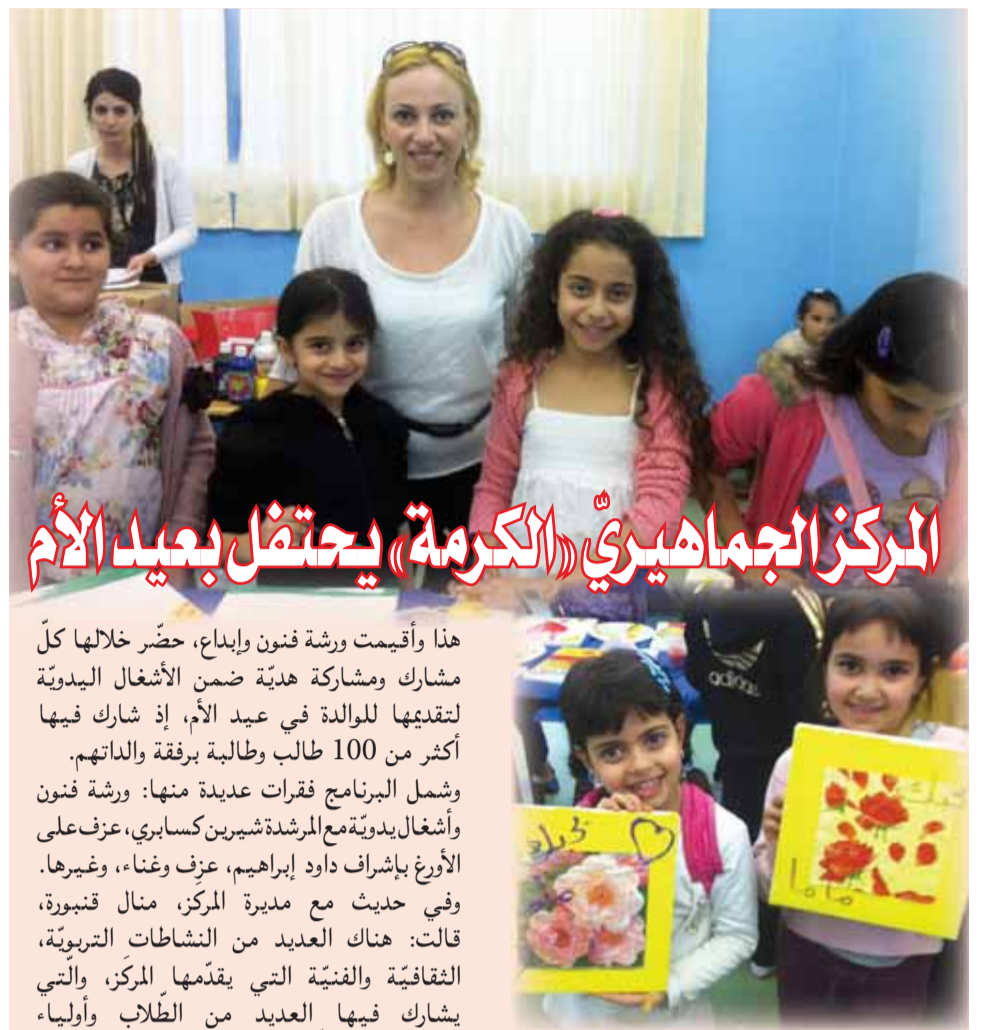 المركز الجماهيريّ «الكرمة» يحتفل بعيد الأم
هذا وأقيمت ورشة فنون وإبداع، حضّر خلالها كلّ
مشارك ومشاركة هديّة ضمن الأشغال اليدويّة
لتقديمها للوالدة في عيد الأم، إذ شارك فيها
أكثر من 100 طالب وطالبة برفقة والداتهم.
وشمل البرنامج فقرات عديدة منها: ورشة فنون
وأشغال يدويّة مع المرشدة شيرين كسابري، عزف على
الأورغ بإشراف داود إبراهيم، عزف وغناء، وغيرها.
وفي حديث مع مديرة المركز، منال قنبورة،
قالت: هناك العديد من النشاطات التربويّة،
الثقافيّة والفنيّة التي يقدّمها المركز، والّتي
يشارك فيها العديد من الطّلاب وأولياء
adidas
ماما